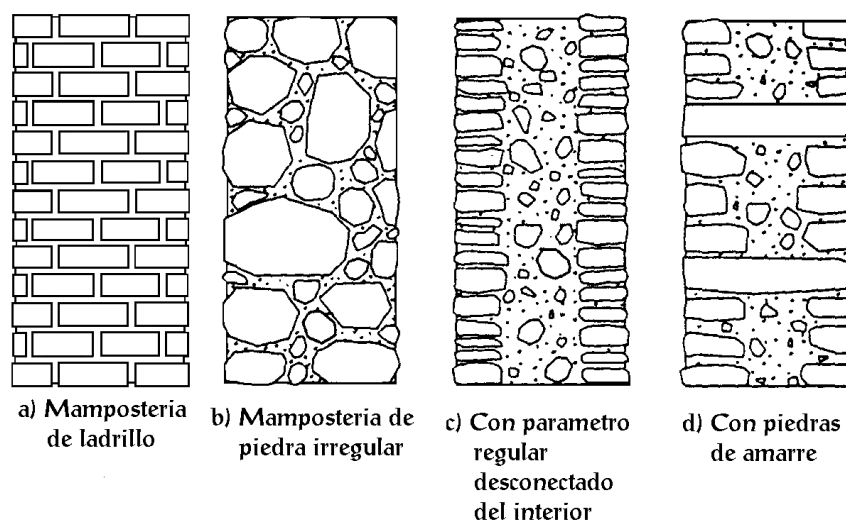 a) Mamposteria
de ladrillo
b) Mamposteria de
piedra irregular
c) Con parametro
regular
desconectado
del interior
d) Con piedras
de amarre